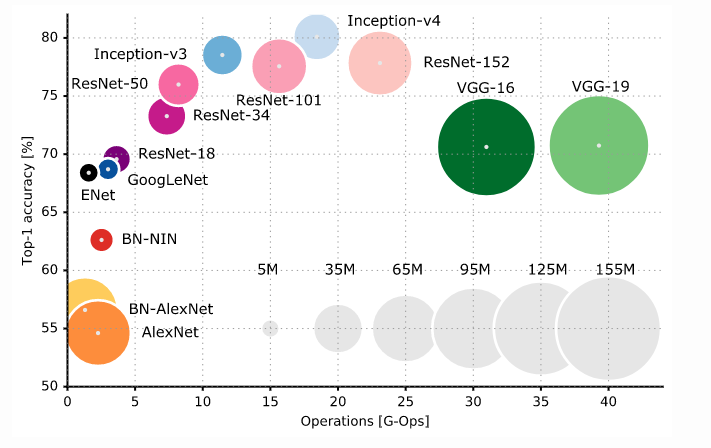 80
75
70
65
60
55
50
Top-1 accuracy [%]
Inception-v4
Inception-v3
ResNet-152
ResNet-50
VGG-16
VGG-19
ResNet-101
ResNet-34
ResNet-18
GoogLeNet
ENet
BN-NIN
5M 35M 65M 95M 125M 155M
BN-AlexNet
AlexNet
0 5 10 15 20 25 30 35 40
Operations [G-Ops]